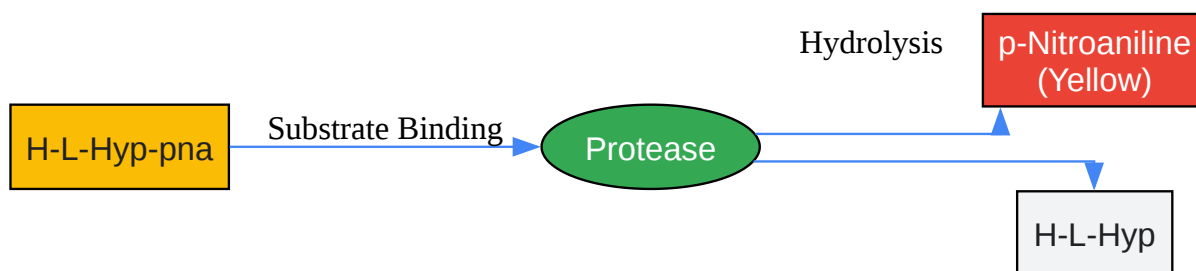 Hydrolysis
p-Nitroaniline
(Yellow)
H-L-Hyp-pna
Substrate Binding
Protease
H-L-Hyp